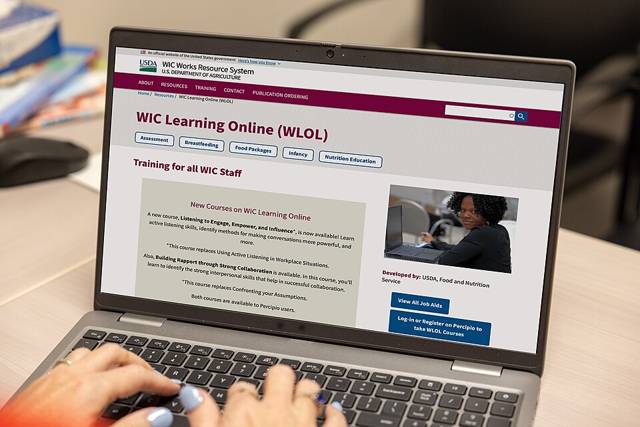 An official website of the United States government Here's how you know
USDA
WIC Works Resource System
U.S. DEPARTMENT OF AGRICULTURE
ABOUT RESOURCES TRAINING CONTACT PUBLICATION ORDERING
Home / Resources / WIC Learning Online (WLOL)
WIC Learning Online (WLOL)
Assessment Breastfeeding Food Packages Infancy Nutrition Education
Training for all WIC Staff
New Courses on WIC Learning Online
A new course, Listening to Engage, Empower, and Influence*, is now available! Learn
active listening skills, identify methods for making conversations more powerful, and
more.
*This course replaces Using Active Listening in Workplace Situations.
Also, Building Rapport through Strong Collaboration is available. In this course, you'll
learn to identify the strong interpersonal skills that help in successful collaboration.
*This course replaces Confronting your Assumptions.
Both courses are available to Percipio users.
Developed by: USDA, Food and Nutrition
Service
View All Job Aids
Log-in or Register on Percipio to
take WLOL Courses